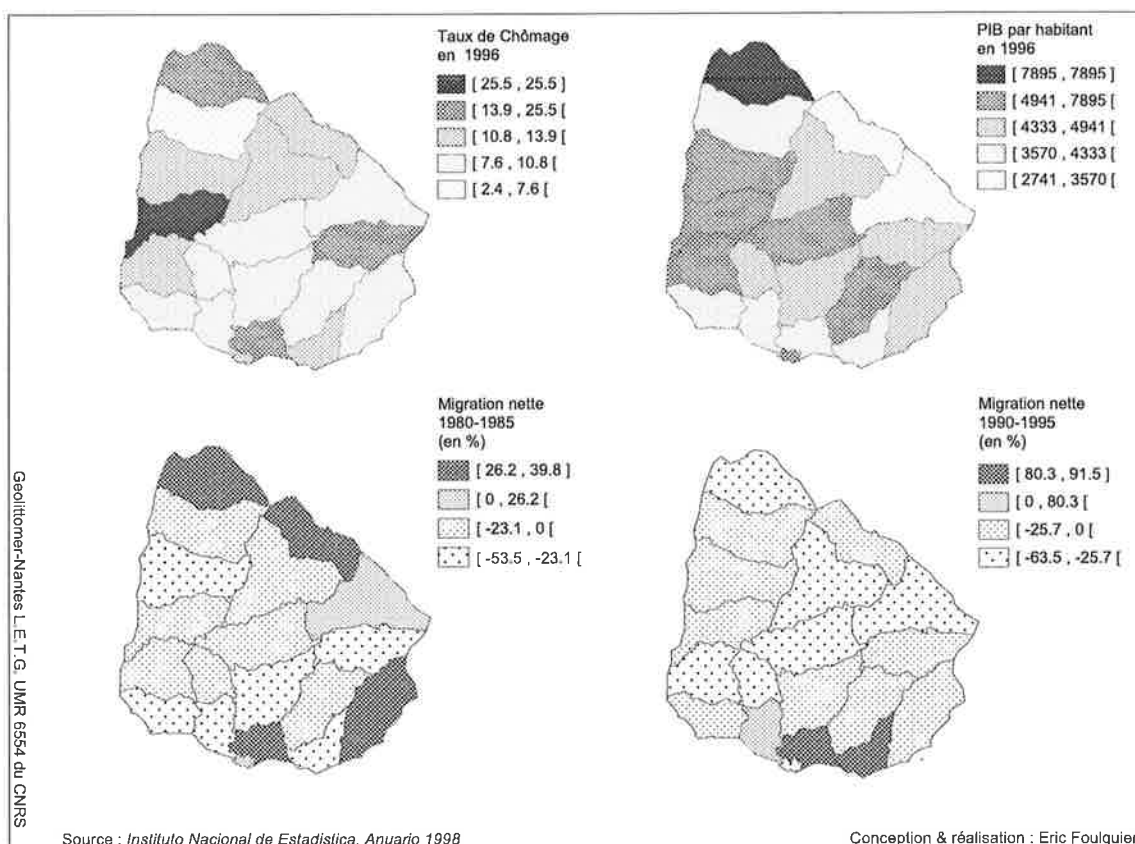 Taux de Chômage
en 1996
[ 25.5 , 25.5 ]
[ 13.9 , 25.5 [
[ 10.8 , 13.9 [
[ 7.6 , 10.8 [
[ 2.4 , 7.6 [
PIB par habitant
en 1996
[ 7895 , 7895 ]
[ 4941 , 7895 [
[ 4333 , 4941 [
[ 3570 , 4333 [
[ 2741 , 3570 [
Migration nette
1980-1985
(en %)
[ 26.2 , 39.8 ]
[ 0 , 26.2 [
[ -23.1 , 0 [
[ -53.5 , -23.1 [
Migration nette
1990-1995
(en %)
[ 80.3 , 91.5 ]
[ 0 , 80.3 [
[ -25.7 , 0 [
[ -63.5 , -25.7 [
Geolittomer-Nantes L.E.T.G. UMR 6554 du CNRS
Source : Instituto Nacional de Estadistica, Anuario 1998
Conception & réalisation : Eric Foulquier